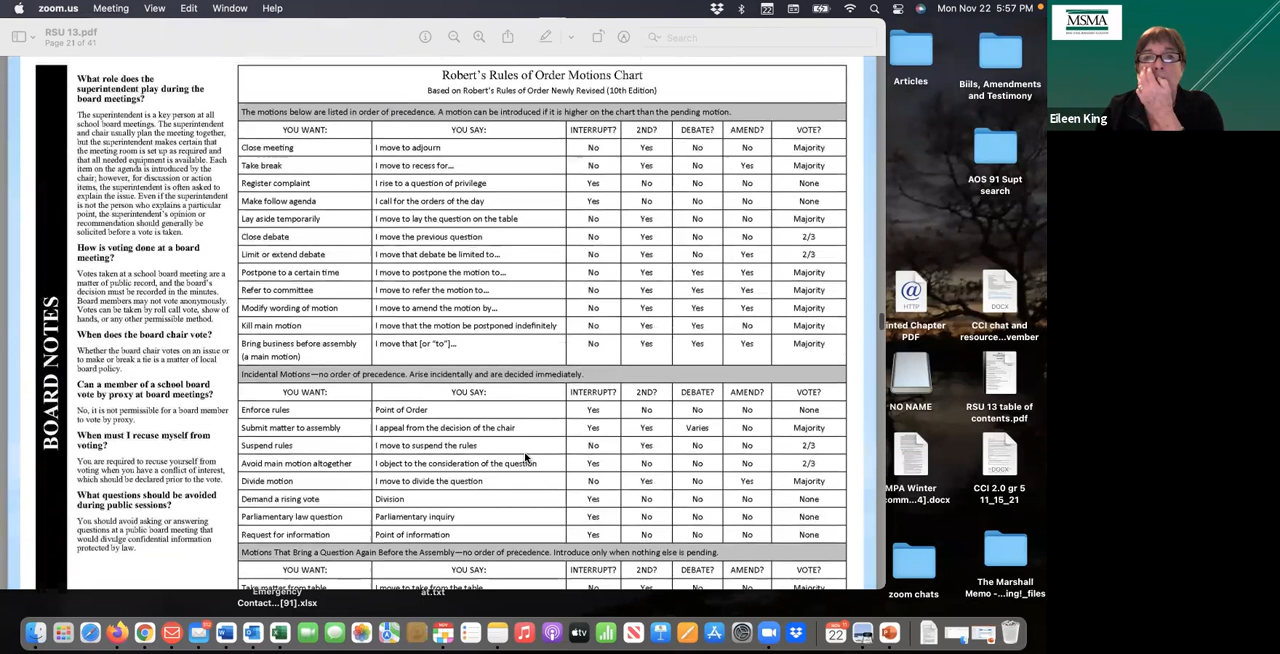 zoom.us Meeting View Edit Window Help
Mon Nov 22 5:57 PM
RSU 13.pdf
Page 21 of 41
Search
BOARD NOTES
What role does the
superintendent play during the
board meetings?
The superintendent is a key person at all
school board meetings. The superintendent
and chair usually plan the meeting together,
but the superintendent makes certain that
the meeting room is set up as required and
that all needed equipment is available. Each
item on the agenda is introduced by the
chair; however, for discussion or action
items, the superintendent is often asked to
explain the issue. Even if the superintendent
is not the person who explains a particular
point, the superintendent's opinion or
recommendation should generally be
solicited before a vote is taken.
How is voting done at a board
meeting?
Votes taken at a school board meeting are a
matter of public record, and the board's
decision must be recorded in the minutes.
Board members may not vote anonymously.
Votes can be taken by roll call vote, show of
hands, or any other permissible method.
When does the board chair vote?
Whether the board chair votes on an issue or
to make or break a tie is a matter of local
board policy.
Can a member of a school board
vote by proxy at board meetings?
No, it is not permissible for a board member
to vote by proxy.
When must I recuse myself from
voting?
You are required to recuse yourself from
voting when you have a conflict of interest,
which should be declared prior to the vote.
What questions should be avoided
during public sessions?
You should avoid asking or answering
questions at a public board meeting that
would divulge confidential information
protected by law.
Robert's Rules of Order Motions Chart
Based on Robert's Rules of Order Newly Revised (10th Edition)
The motions below are listed in order of precedence. A motion can be introduced if it is higher on the chart than the pending motion.
YOU WANT: YOU SAY: INTERRUPT? 2ND? DEBATE? AMEND? VOTE?
Close meeting I move to adjourn No Yes No No Majority
Take break I move to recess for... No Yes No Yes Majority
Register complaint I rise to a question of privilege Yes No No No None
Make follow agenda I call for the orders of the day Yes No No No None
Lay aside temporarily I move to lay the question on the table No Yes No No Majority
Close debate I move the previous question No Yes No No 2/3
Limit or extend debate I move that debate be limited to... No Yes No Yes 2/3
Postpone to a certain time I move to postpone the motion to... No Yes Yes Yes Majority
Refer to committee I move to refer the motion to... No Yes Yes Yes Majority
Modify wording of motion I move to amend the motion by... No Yes Yes Yes Majority
Kill main motion I move that the motion be postponed indefinitely No Yes Yes No Majority
Bring business before assembly I move that [or "to"]... No Yes Yes Yes Majority
(a main motion)
Incidental Motions—no order of precedence. Arise incidentally and are decided immediately.
YOU WANT: YOU SAY: INTERRUPT? 2ND? DEBATE? AMEND? VOTE?
Enforce rules Point of Order Yes No No No None
Submit matter to assembly I appeal from the decision of the chair Yes Yes Varies No Majority
Suspend rules I move to suspend the rules No Yes No No 2/3
Avoid main motion altogether I object to the consideration of the question Yes No No No 2/3
Divide motion I move to divide the question No Yes No Yes Majority
Demand a rising vote Division Yes No No No None
Parliamentary law question Parliamentary inquiry Yes No No No None
Request for information Point of information Yes No No No None
Motions That Bring a Question Again Before the Assembly—no order of precedence. Introduce only when nothing else is pending.
YOU WANT: YOU SAY: INTERRUPT? 2ND? DEBATE? AMEND? VOTE?
Take matter from table I move to take from the table No Yes No No Majority
Emergency
Contact...[91].xlsx
at.txt
Articles
Biils, Amendments
and Testimony
AOS 91 Supt
search
HTTP
inted Chapter
PDF
DOCX
CCI chat and
resource...vember
NO NAME
RSU 13 table of
contents.pdf
MPA Winter
comm...4].docx
DOCX
CCI 2.0 gr 5
11_15_21
zoom chats
The Marshall
Memo -...ing!_files
MSMA
Eileen King